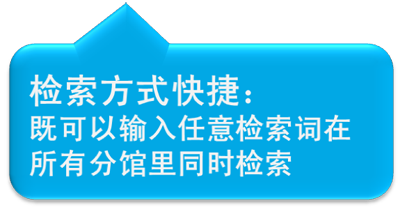 检索方式快捷：
既可以输入任意检索词在
所有分馆里同时检索